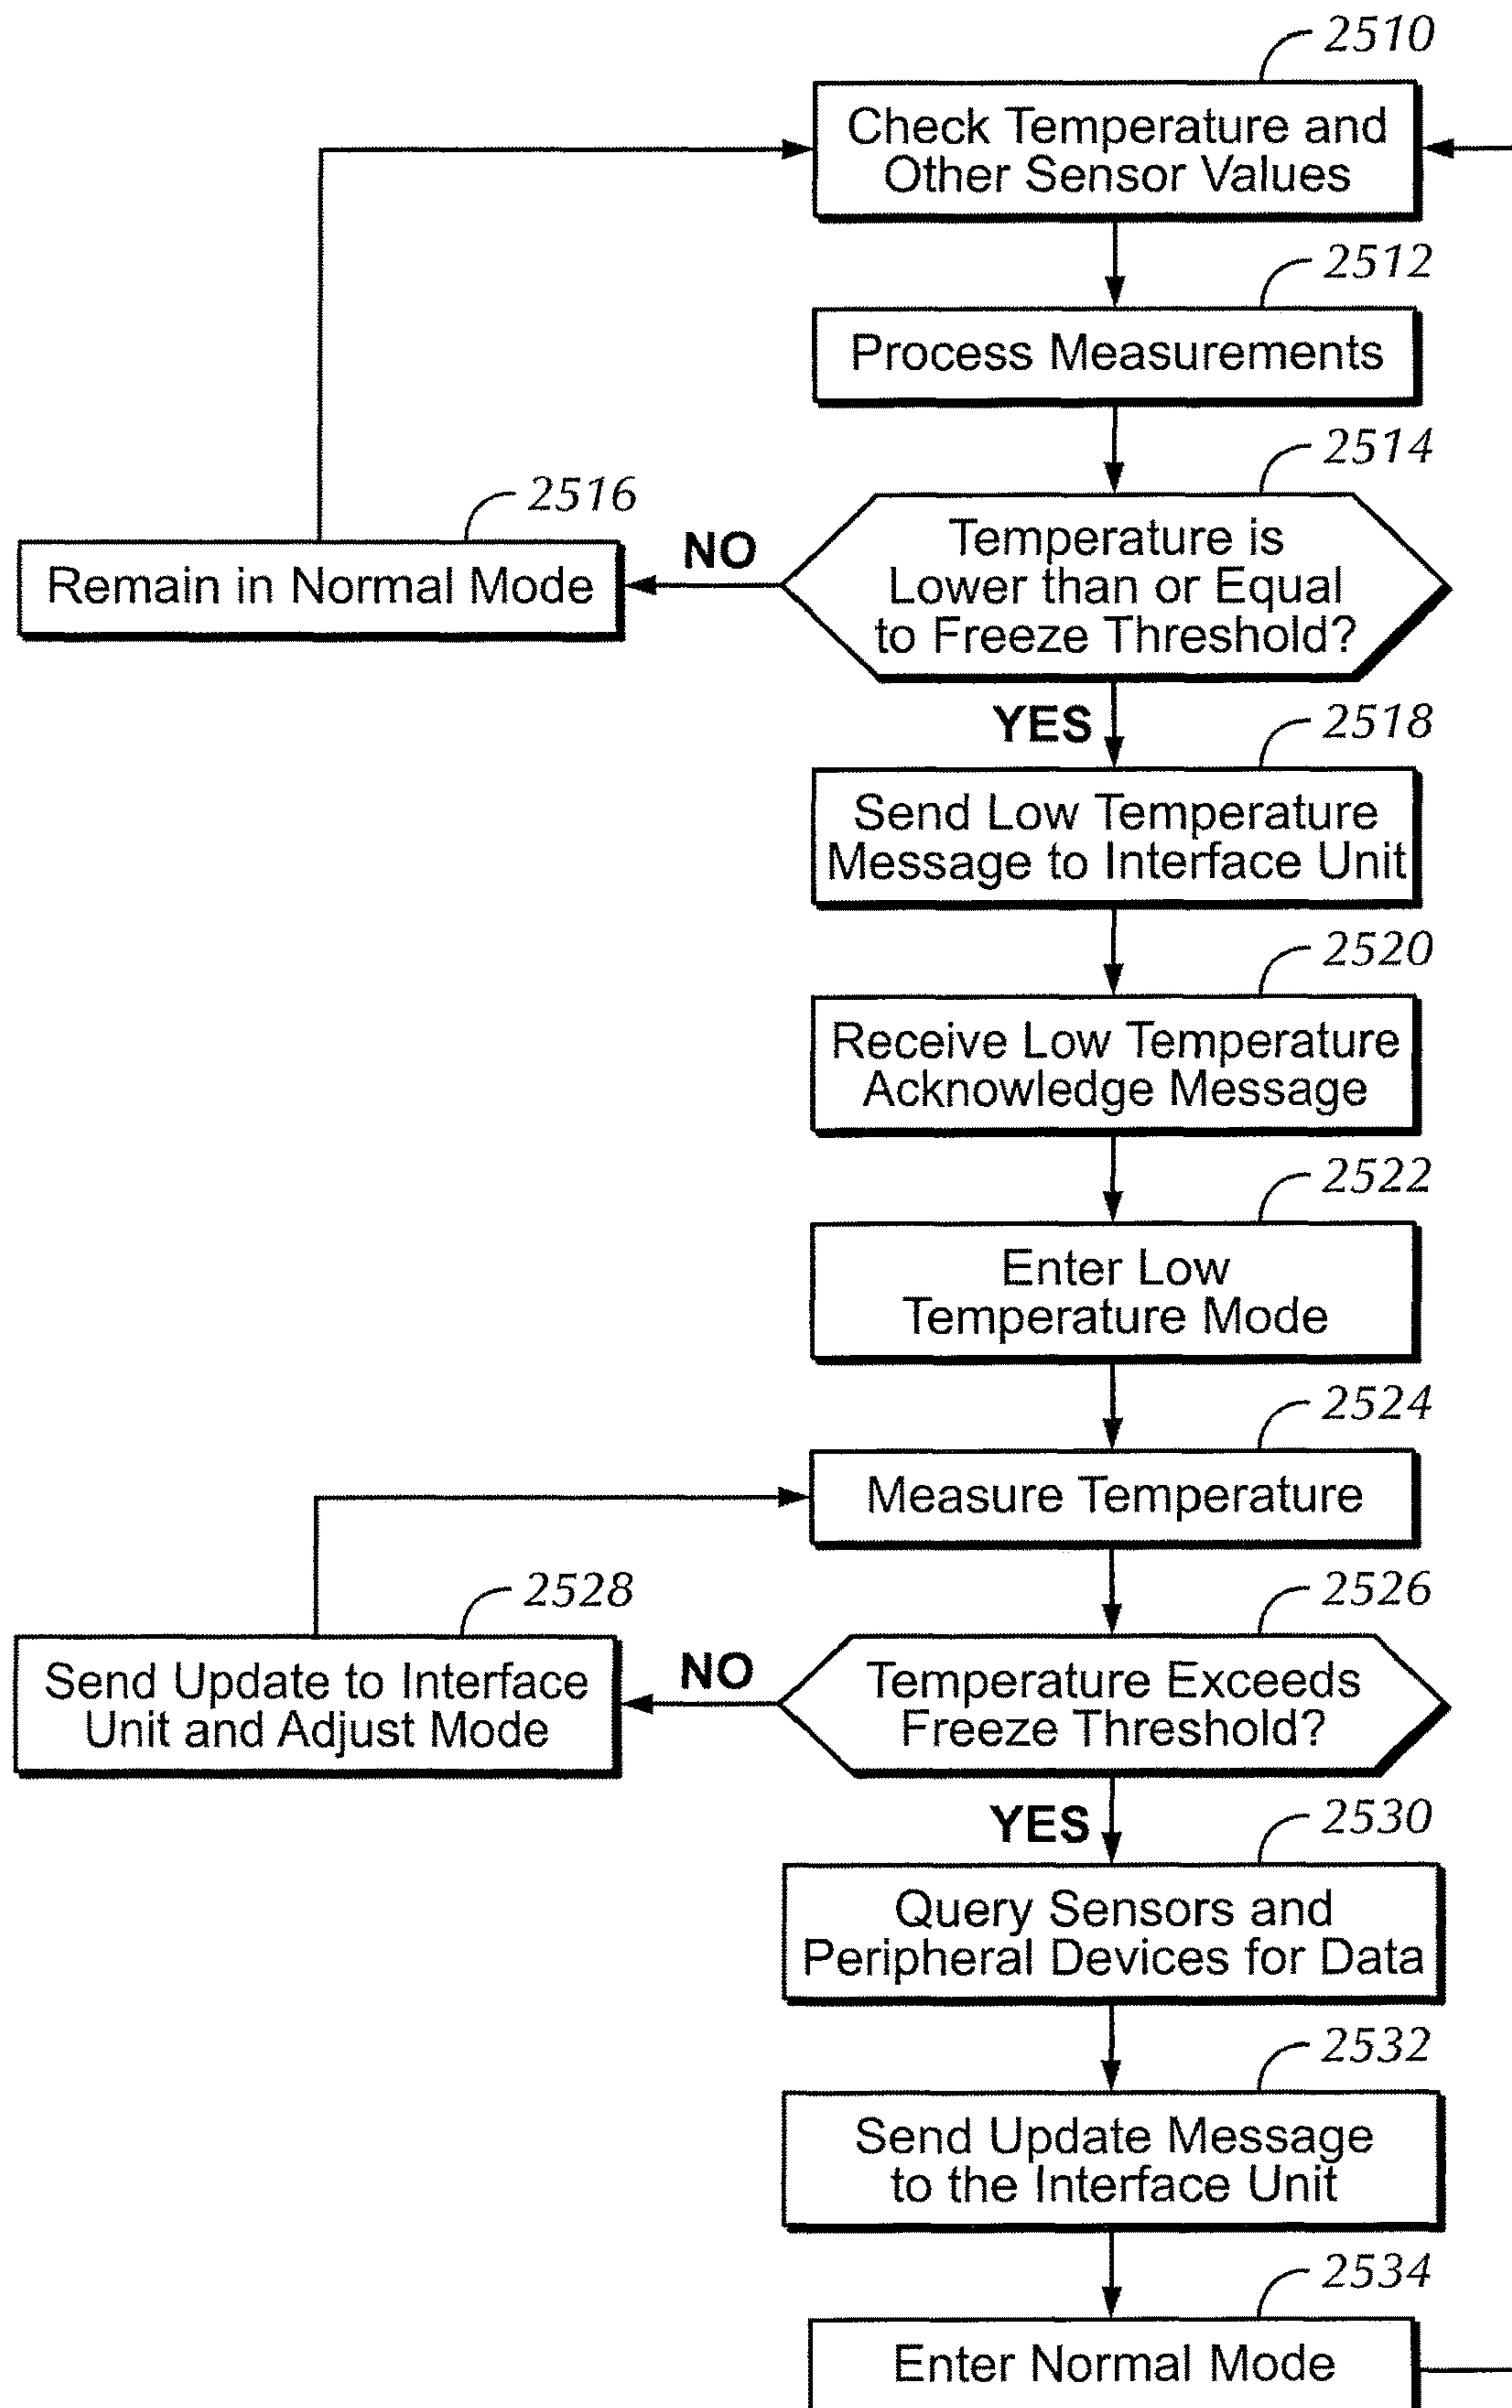 2510
Check Temperature and
Other Sensor Values
2512
Process Measurements
2514
Temperature is
Lower than or Equal
to Freeze Threshold?
NO
2516
Remain in Normal Mode
YES
2518
Send Low Temperature
Message to Interface Unit
2520
Receive Low Temperature
Acknowledge Message
2522
Enter Low
Temperature Mode
2524
Measure Temperature
2526
Temperature Exceeds
Freeze Threshold?
NO
2528
Send Update to Interface
Unit and Adjust Mode
YES
2530
Query Sensors and
Peripheral Devices for Data
2532
Send Update Message
to the Interface Unit
2534
Enter Normal Mode